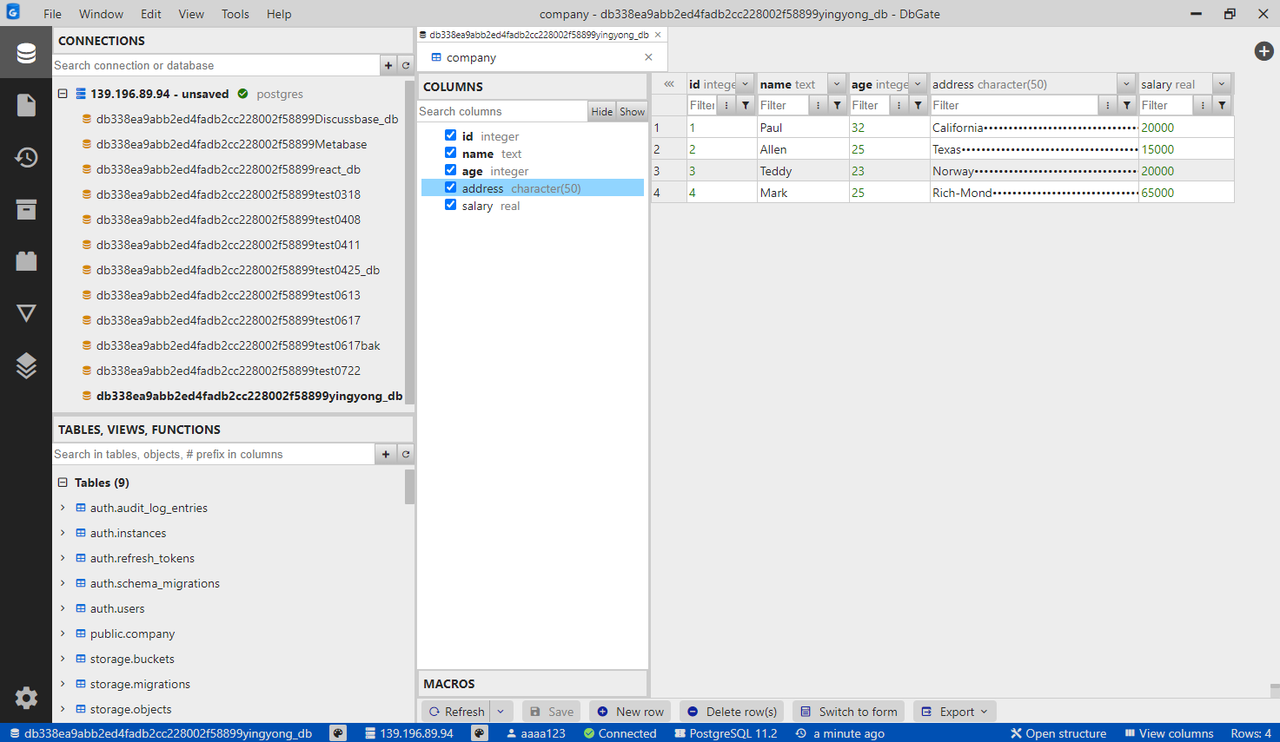 File Window Edit View Tools Help company - db338ea9abb2ed4fadb2cc228002f58899yingyong_db - DbGate
CONNECTIONS
Search connection or database
139.196.89.94 - unsaved postgres
db338ea9abb2ed4fadb2cc228002f58899Discussbase_db
db338ea9abb2ed4fadb2cc228002f58899Metabase
db338ea9abb2ed4fadb2cc228002f58899react_db
db338ea9abb2ed4fadb2cc228002f58899test0318
db338ea9abb2ed4fadb2cc228002f58899test0408
db338ea9abb2ed4fadb2cc228002f58899test0411
db338ea9abb2ed4fadb2cc228002f58899test0425_db
db338ea9abb2ed4fadb2cc228002f58899test0613
db338ea9abb2ed4fadb2cc228002f58899test0617
db338ea9abb2ed4fadb2cc228002f58899test0617bak
db338ea9abb2ed4fadb2cc228002f58899test0722
db338ea9abb2ed4fadb2cc228002f58899yingyong_db
TABLES, VIEWS, FUNCTIONS
Search in tables, objects, # prefix in columns
Tables (9)
auth.audit_log_entries
auth.instances
auth.refresh_tokens
auth.schema_migrations
auth.users
public.company
storage.buckets
storage.migrations
storage.objects
db338ea9abb2ed4fadb2cc228002f58899yingyong_db
company
COLUMNS
Search columns Hide Show
id integer
name text
age integer
address character(50)
salary real
MACROS
id intege name text age intege address character(50) salary real
Filter Filter Filter Filter Filter
1 1 Paul 32 California•••••••••••••••••••••••••••••• 20000
2 2 Allen 25 Texas••••••••••••••••••••••••••••••••••• 15000
3 3 Teddy 23 Norway•••••••••••••••••••••••••••••••• 20000
4 4 Mark 25 Rich-Mond•••••••••••••••••••••••••••• 65000
Refresh Save New row Delete row(s) Switch to form Export
db338ea9abb2ed4fadb2cc228002f58899yingyong_db 139.196.89.94 aaaa123 Connected PostgreSQL 11.2 a minute ago Open structure View columns Rows: 4